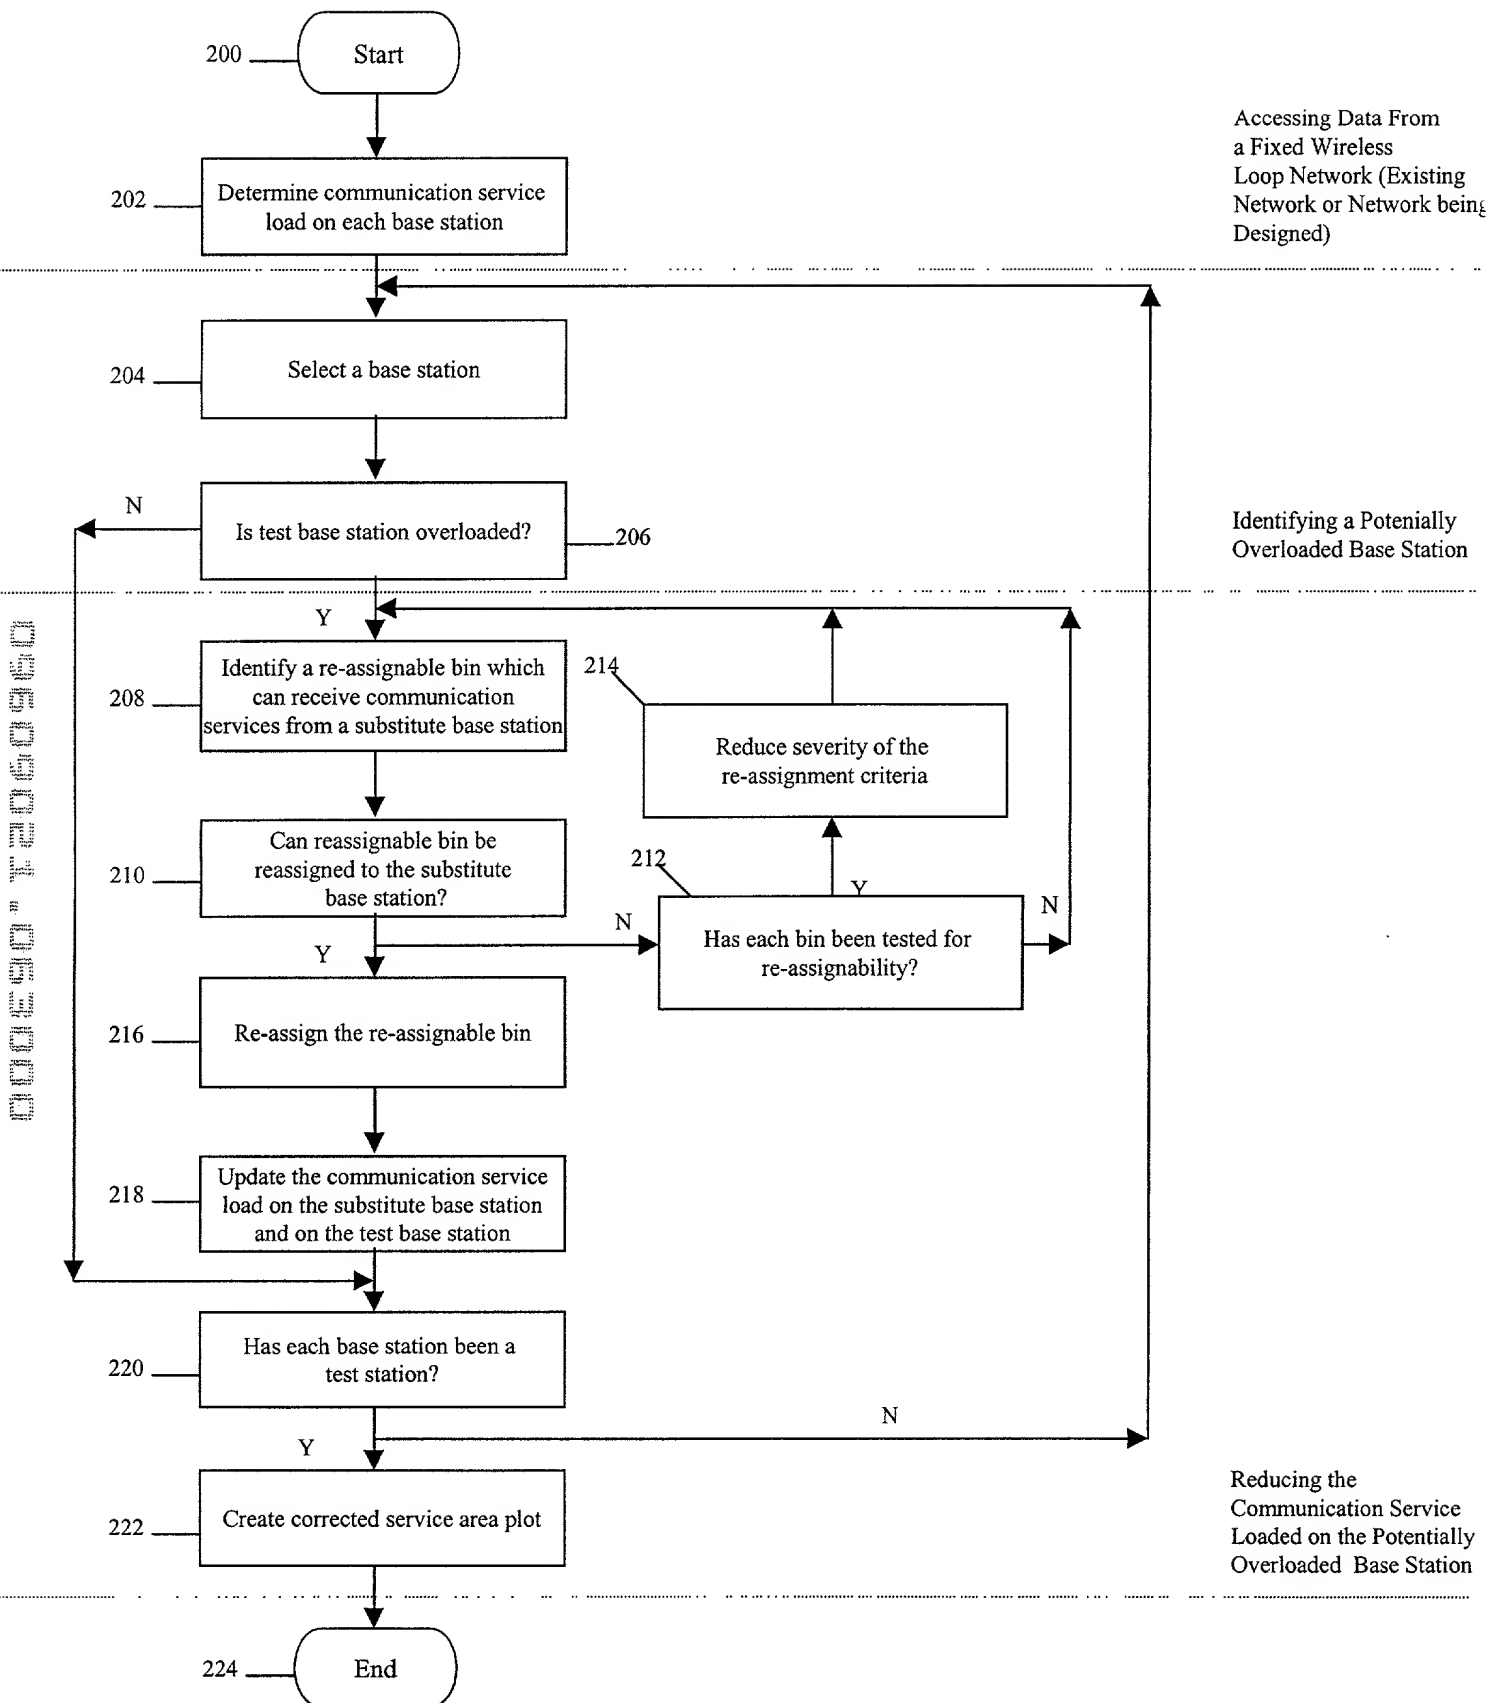 200
Start
Accessing Data From
a Fixed Wireless
Loop Network (Existing
Network or Network being
Designed)
202
Determine communication service
load on each base station
204
Select a base station
N
Is test base station overloaded?
206
Identifying a Potenially
Overloaded Base Station
Y
208
Identify a re-assignable bin which
can receive communication
services from a substitute base station
214
Reduce severity of the
re-assignment criteria
210
Can reassignable bin be
reassigned to the substitute
base station?
212
Y
N
N
Has each bin been tested for
re-assignability?
Y
216
Re-assign the re-assignable bin
218
Update the communication service
load on the substitute base station
and on the test base station
220
Has each base station been a
test station?
N
Y
222
Create corrected service area plot
Reducing the
Communication Service
Loaded on the Potentially
Overloaded Base Station
224
End